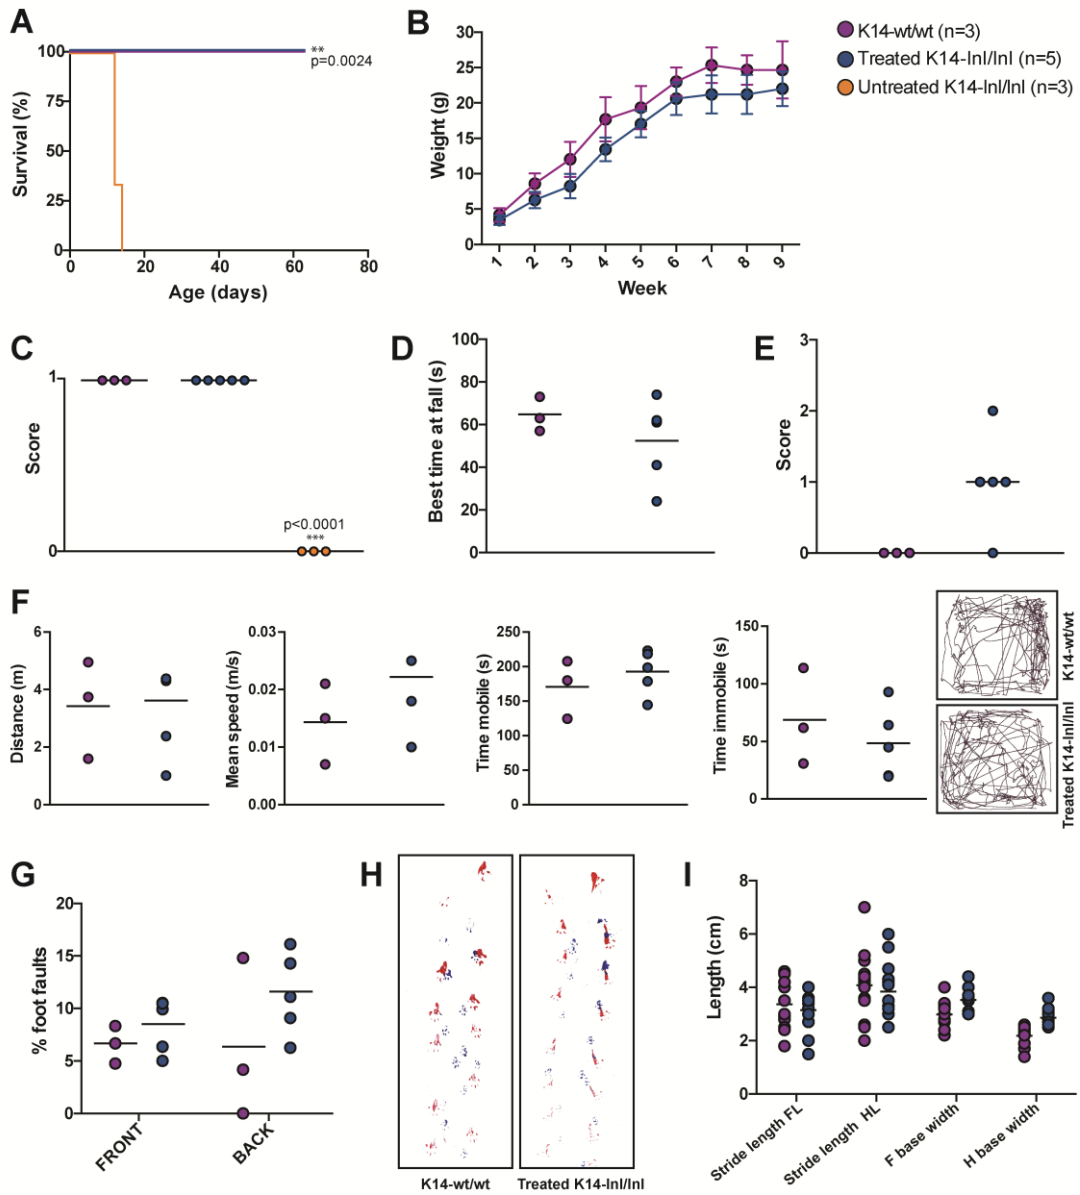 A
Survival (%)
100
75
50
25
0
0
20
40
60
80
Age (days)
**
p=0.0024
B
Weight (g)
30
25
20
15
10
5
0
1
2
3
4
5
6
7
8
9
Week
K14-wt/wt (n=3)
Treated K14-lnl/lnl (n=5)
Untreated K14-lnl/lnl (n=3)
C
Score
1
0
p<0.0001
***
D
Best time at fall (s)
100
80
60
40
20
0
E
Score
3
2
1
0
F
Distance (m)
6
4
2
0
Mean speed (m/s)
0.03
0.02
0.01
0.00
Time mobile (s)
250
200
150
100
50
0
Time immobile (s)
150
100
50
0
K14-wt/wt
Treated K14-lnl/lnl
G
% foot faults
20
15
10
5
0
FRONT
BACK
H
K14-wt/wt
Treated K14-lnl/lnl
I
Length (cm)
8
6
4
2
0
Stride length FL
Stride length HL
F base width
H base width